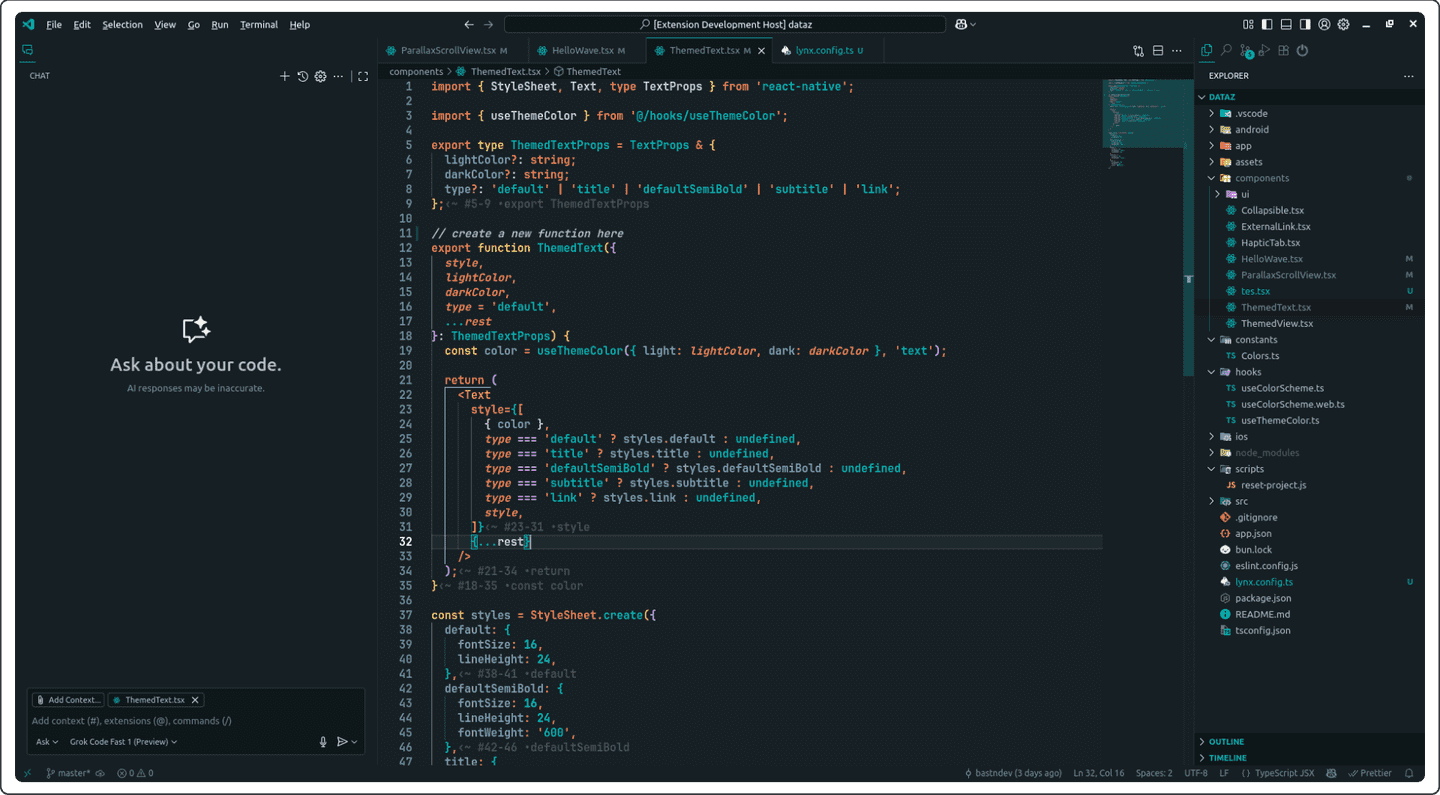 File Edit Selection View Go Run Terminal Help
[Extension Development Host] dataz
CHAT
Ask about your code.
AI responses may be inaccurate.
Add Context...
ThemedText.tsx
Add context (#), extensions (@), commands (/)
Ask
Grok Code Fast 1 (Preview)
ParallaxScrollView.tsx M
HelloWave.tsx M
ThemedText.tsx M
lynx.config.ts U
components > ThemedText.tsx > ThemedText
1 import { StyleSheet, Text, type TextProps } from 'react-native';
2
3 import { useThemeColor } from '@/hooks/useThemeColor';
4
5 export type ThemedTextProps = TextProps & {
6 lightColor?: string;
7 darkColor?: string;
8 type?: 'default' | 'title' | 'defaultSemiBold' | 'subtitle' | 'link';
9 }; <~ #5-9 •export ThemedTextProps
10
11 // create a new function here
12 export function ThemedText({
13 style,
14 lightColor,
15 darkColor,
16 type = 'default',
17 ...rest
18 }: ThemedTextProps) {
19 const color = useThemeColor({ light: lightColor, dark: darkColor }, 'text');
20
21 return (
22 <Text
23 style={[
24 { color },
25 type === 'default' ? styles.default : undefined,
26 type === 'title' ? styles.title : undefined,
27 type === 'defaultSemiBold' ? styles.defaultSemiBold : undefined,
28 type === 'subtitle' ? styles.subtitle : undefined,
29 type === 'link' ? styles.link : undefined,
30 style,
31 ]} <~ #23-31 •style
32 {...rest}
33 />
34 ); <~ #21-34 •return
35 } <~ #18-35 •const color
36
37 const styles = StyleSheet.create({
38 default: {
39 fontSize: 16,
40 lineHeight: 24,
41 }, <~ #38-41 •default
42 defaultSemiBold: {
43 fontSize: 16,
44 lineHeight: 24,
45 fontWeight: '600',
46 }, <~ #42-46 •defaultSemiBold
47 title: {
EXPLORER
DATAZ
.vscode
android
app
assets
components
ui
Collapsible.tsx
ExternalLink.tsx
HapticTab.tsx
HelloWave.tsx M
ParallaxScrollView.tsx M
tes.tsx U
ThemedText.tsx M
ThemedView.tsx
constants
TS Colors.ts
hooks
TS useColorScheme.ts
TS useColorScheme.web.ts
TS useThemeColor.ts
ios
node_modules
scripts
JS reset-project.js
src
.gitignore
app.json
bun.lock
eslint.config.js
lynx.config.ts U
package.json
README.md
tsconfig.json
OUTLINE
TIMELINE
master* 0 0
bastndev (3 days ago) Ln 32, Col 16 Spaces: 2 UTF-8 LF {} TypeScript JSX Prettier